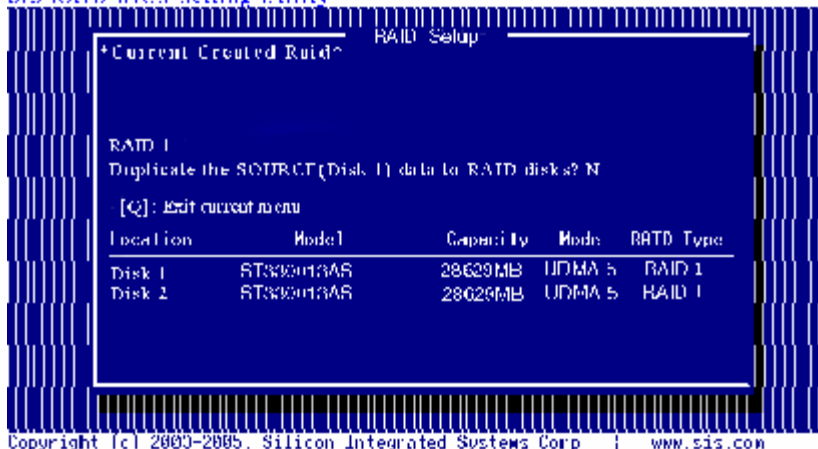 RAID Setup
*Current Created Raid^
RAID 1
Duplicate the SOURCE(Disk 1) data to RAID disks? N
[Q]: Exit current menu
Location Model Capacity Mode RAID Type
Disk 1 28629MB UDMA 5 RAID 1
Disk 2 28629MB UDMA 5 RAID 1
Copyright (c) 2003-2005. Silicon Integrated Systems Corp | www.sis.com